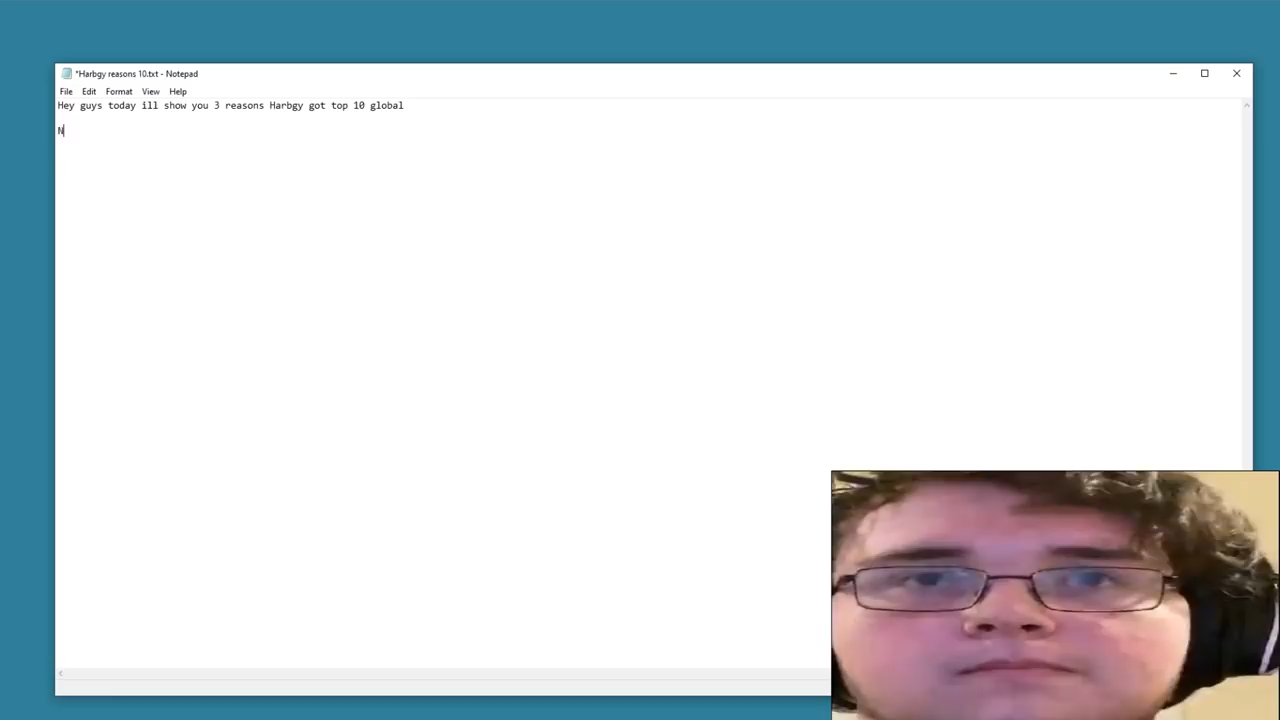 *Harbgy reasons 10.txt - Notepad
File Edit Format View Help
Hey guys today ill show you 3 reasons Harbgy got top 10 global
N